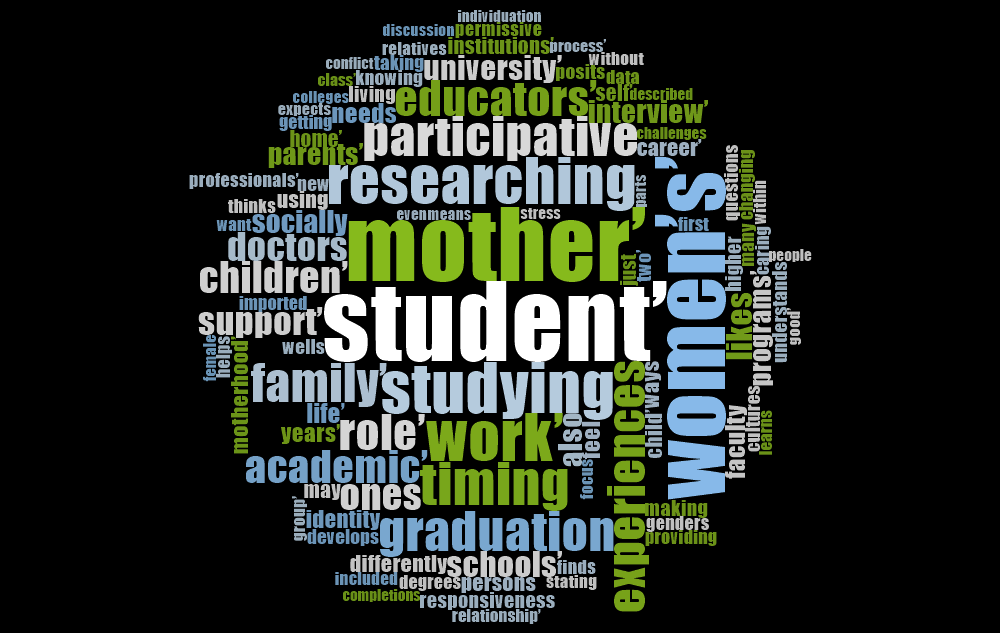 individuation
discussion permissive
relatives institutions' process'
conflict taking university' posits without
class' knowing data
colleges living educators' self' described
expects needs interview'
getting participative challenges
home' career'
parents' researching
professionals' new parts
thinks using evenmeans stress
want socially mother' first
doctors just two'
children'
imported student'
support'
wells
female helps family' studying
motherhood' life' role' work' also feel
years'
academic' timing focus
may ones
group' identity graduation
develops
experiences
child' ways
women's'
questions many changing within
higher caring people
likes programs' understands good'
faculty cultures learns
making
genders
providing
differently schools' finds
included degrees persons stating
completions responsiveness
relationship'